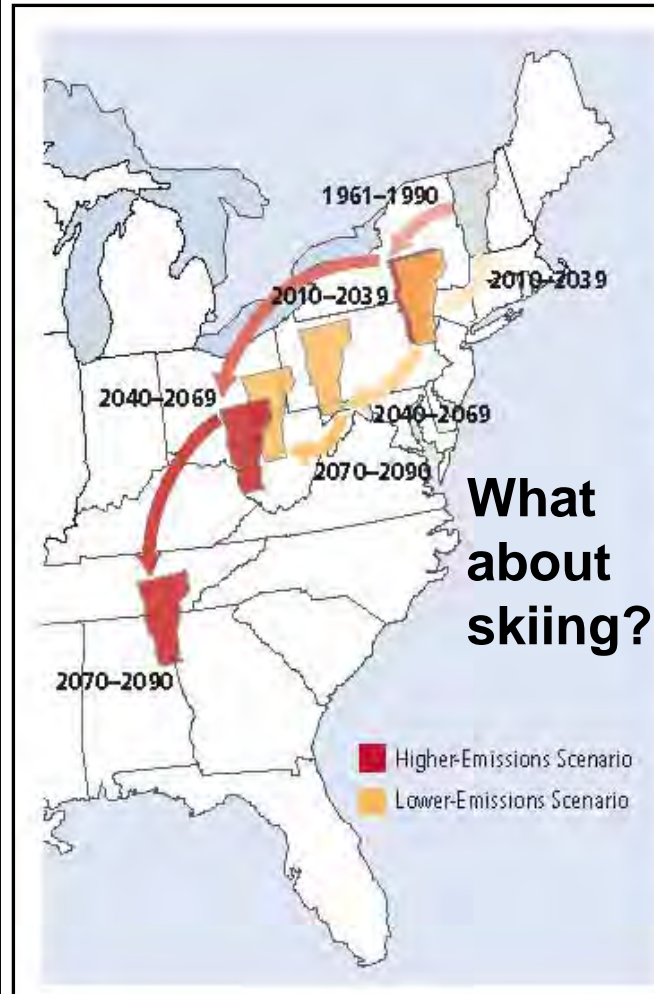 1961–1990
2010–2039
2010–2039
2040–2069
2040–2069
2070–2090
What
about
skiing?
2070–2090
Higher-Emissions Scenario
Lower-Emissions Scenario